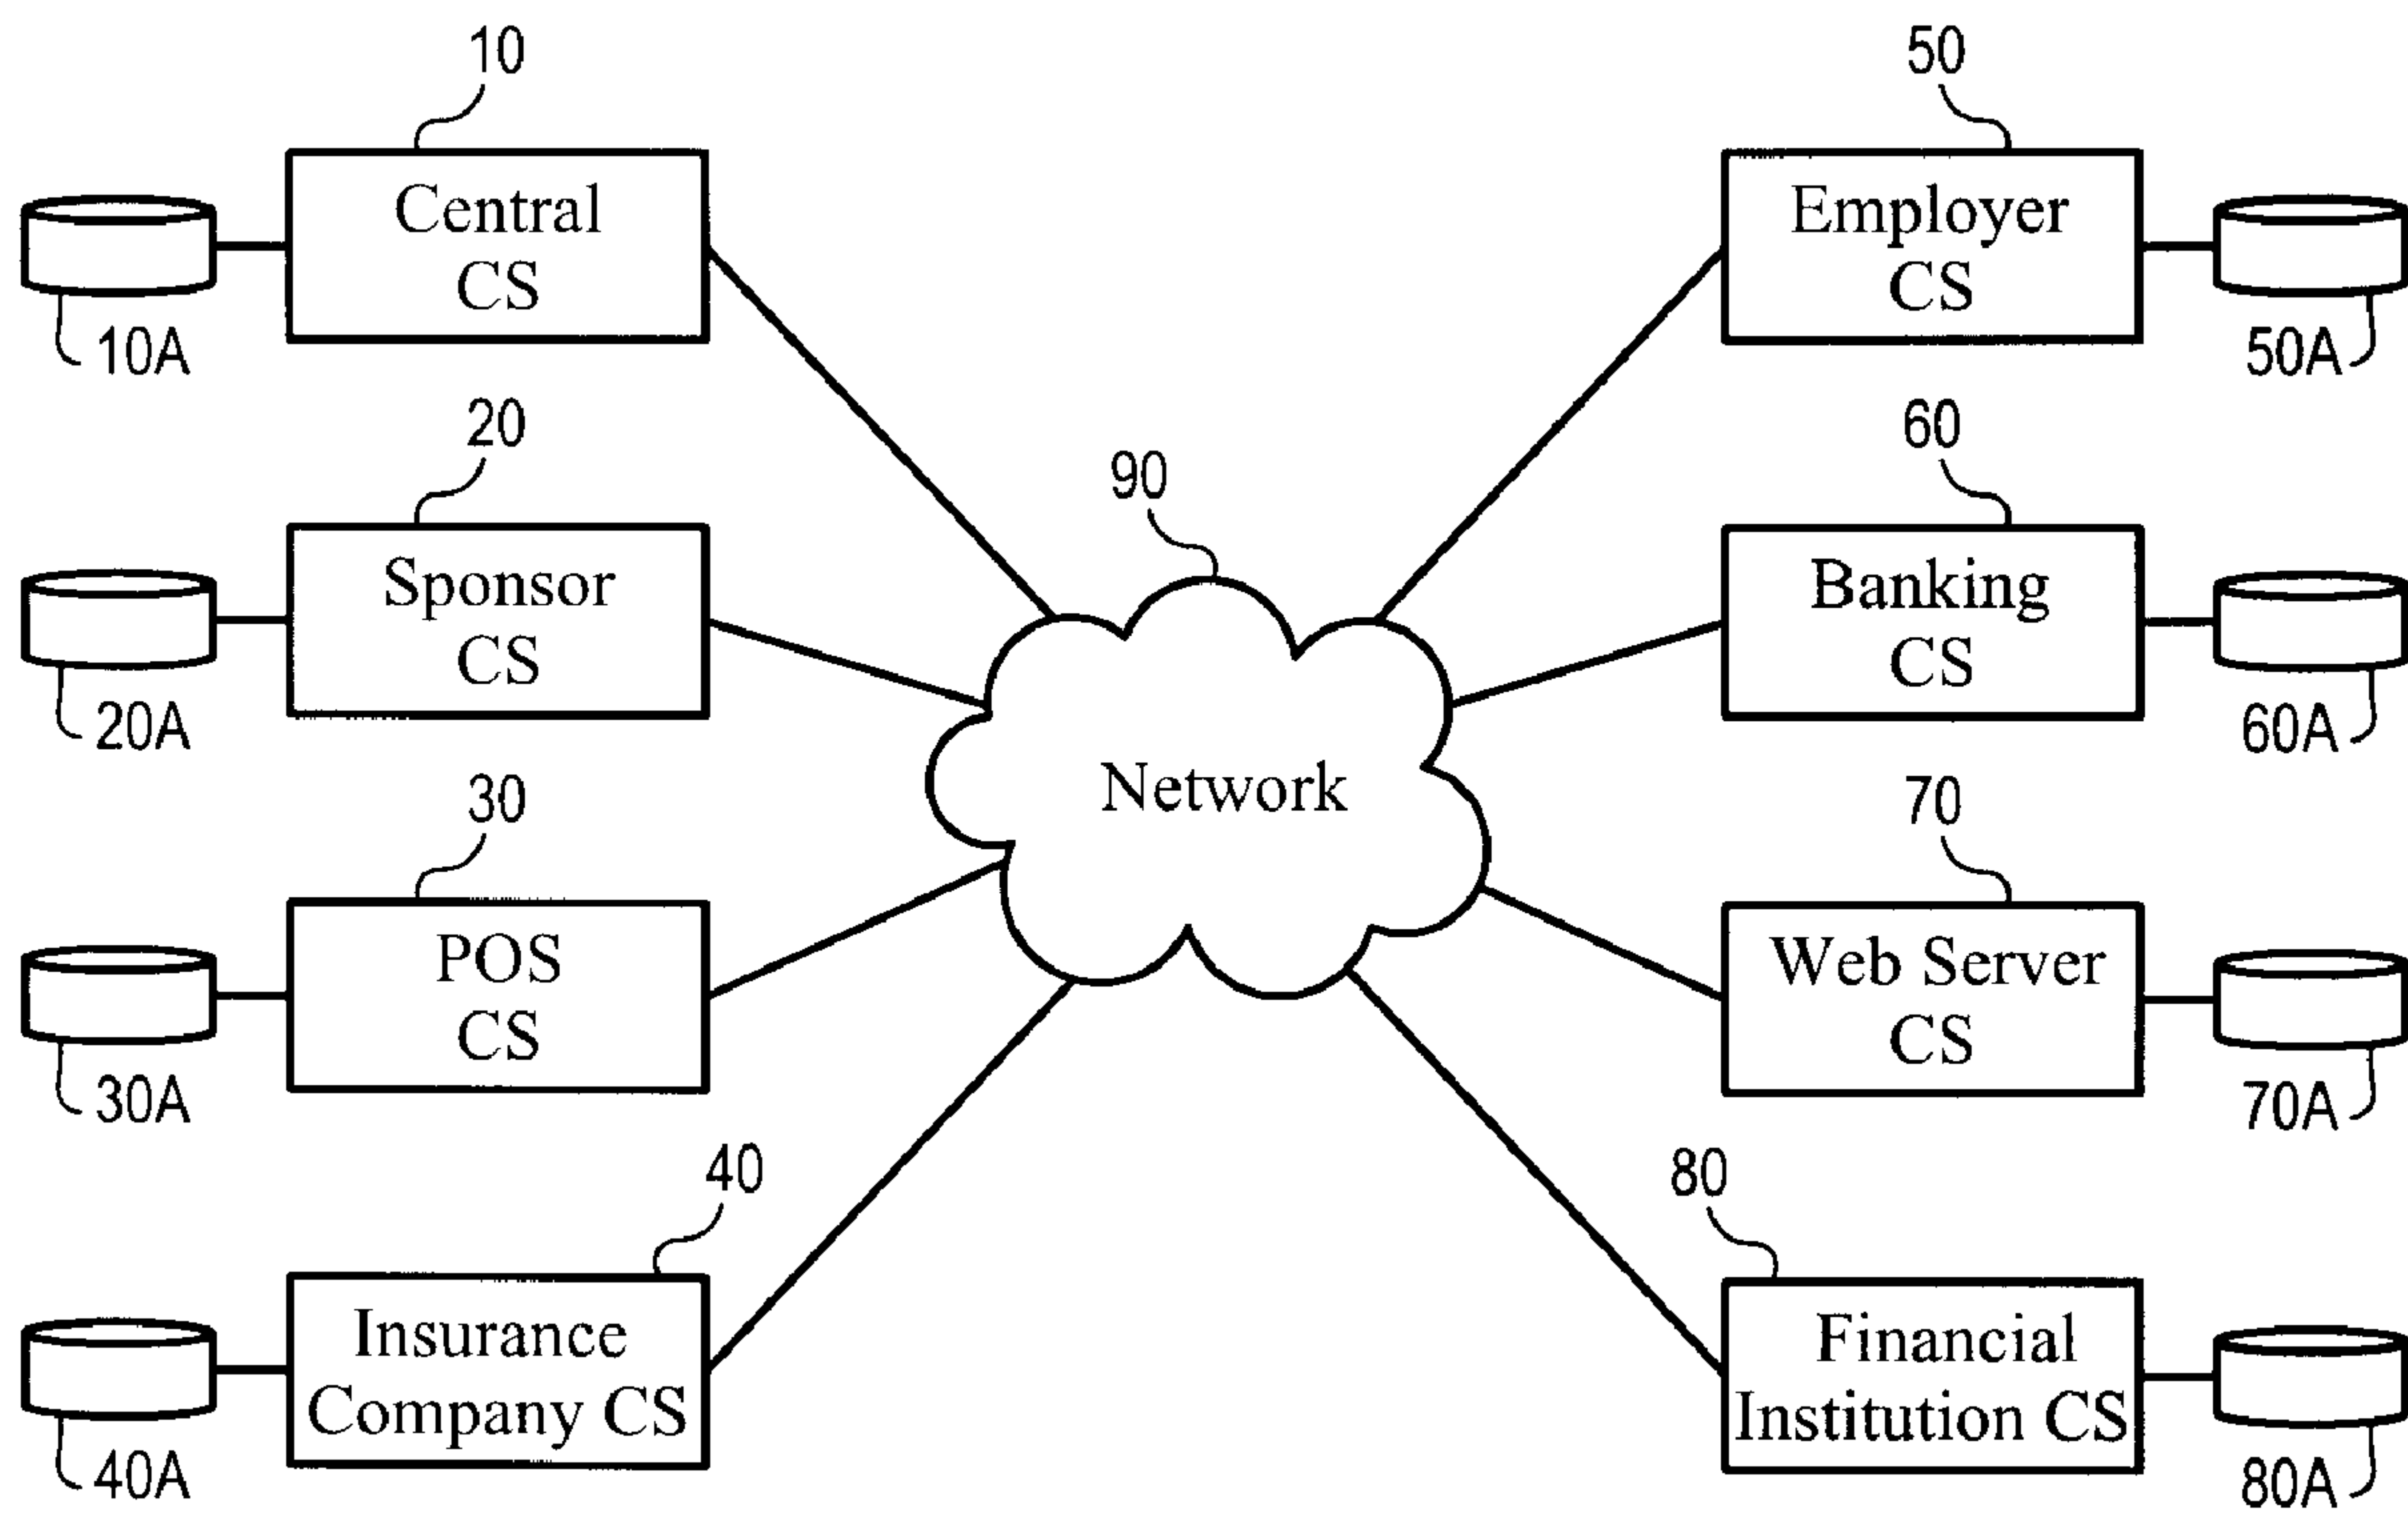 10
Central
CS
10A
20
Sponsor
CS
20A
30
POS
CS
30A
40
Insurance
Company CS
40A
90
Network
50
Employer
CS
50A
60
Banking
CS
60A
70
Web Server
CS
70A
80
Financial
Institution CS
80A